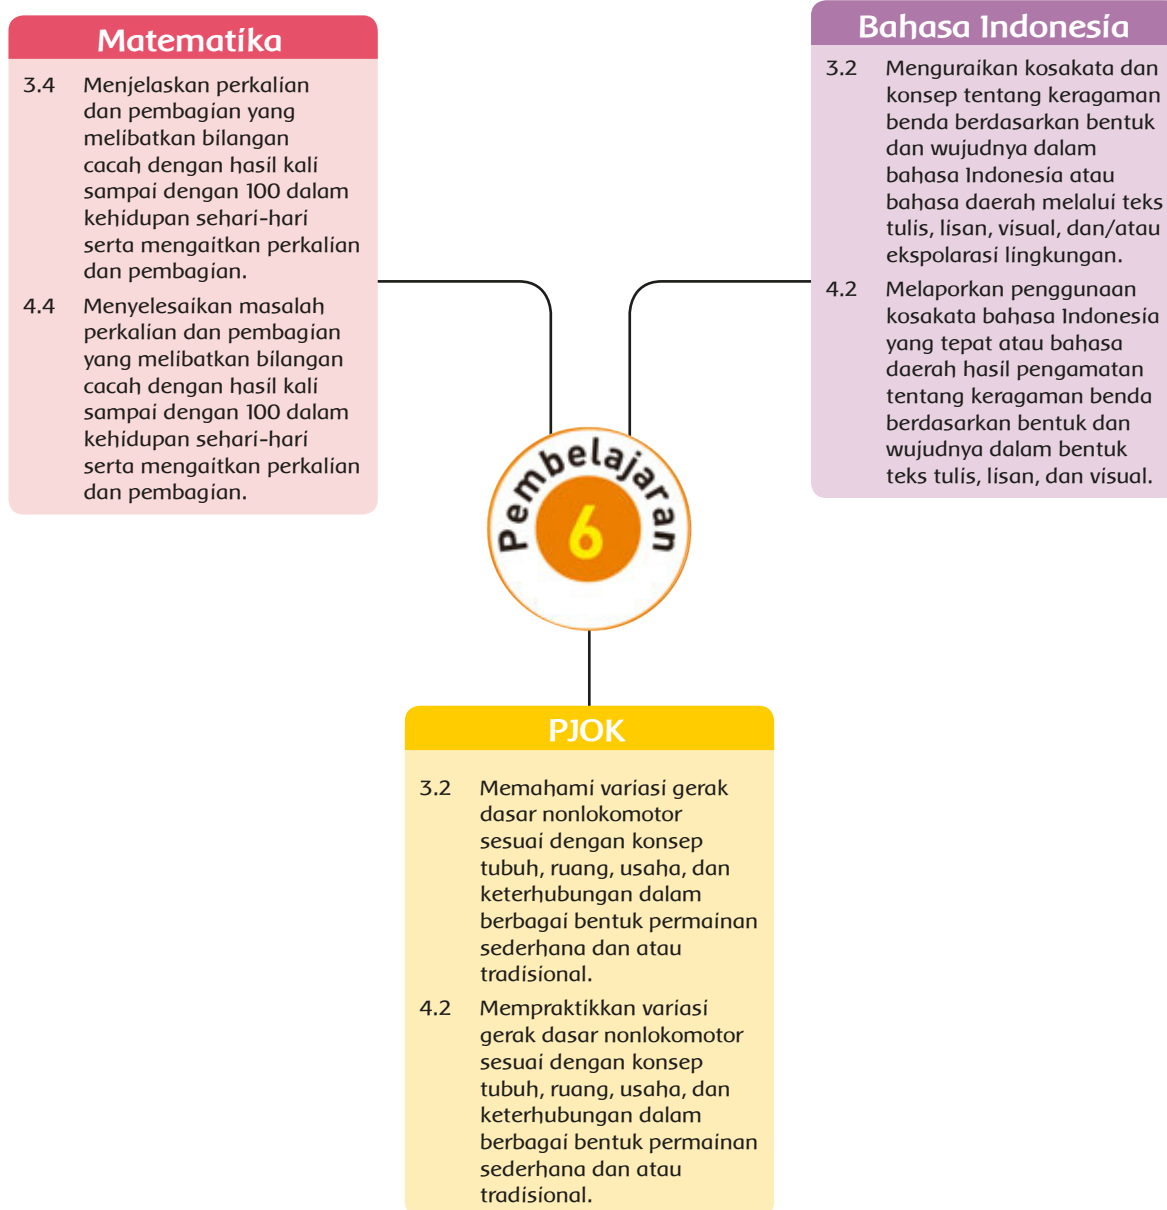 Matematika
3.4 Menjelaskan perkalian
dan pembagian yang
melibatkan bilangan
cacah dengan hasil kali
sampai dengan 100 dalam
kehidupan sehari-hari
serta mengaitkan perkalian
dan pembagian.
4.4 Menyelesaikan masalah
perkalian dan pembagian
yang melibatkan bilangan
cacah dengan hasil kali
sampai dengan 100 dalam
kehidupan sehari-hari
serta mengaitkan perkalian
dan pembagian.
Bahasa Indonesia
3.2 Menguraikan kosakata dan
konsep tentang keragaman
benda berdasarkan bentuk
dan wujudnya dalam
bahasa Indonesia atau
bahasa daerah melalui teks
tulis, lisan, visual, dan/atau
ekspolarasi lingkungan.
4.2 Melaporkan penggunaan
kosakata bahasa Indonesia
yang tepat atau bahasa
daerah hasil pengamatan
tentang keragaman benda
berdasarkan bentuk dan
wujudnya dalam bentuk
teks tulis, lisan, dan visual.
Pembelajaran
6
PJOK
3.2 Memahami variasi gerak
dasar nonlokomotor
sesuai dengan konsep
tubuh, ruang, usaha, dan
keterhubungan dalam
berbagai bentuk permainan
sederhana dan atau
tradisional.
4.2 Mempraktikkan variasi
gerak dasar nonlokomotor
sesuai dengan konsep
tubuh, ruang, usaha, dan
keterhubungan dalam
berbagai bentuk permainan
sederhana dan atau
tradisional.